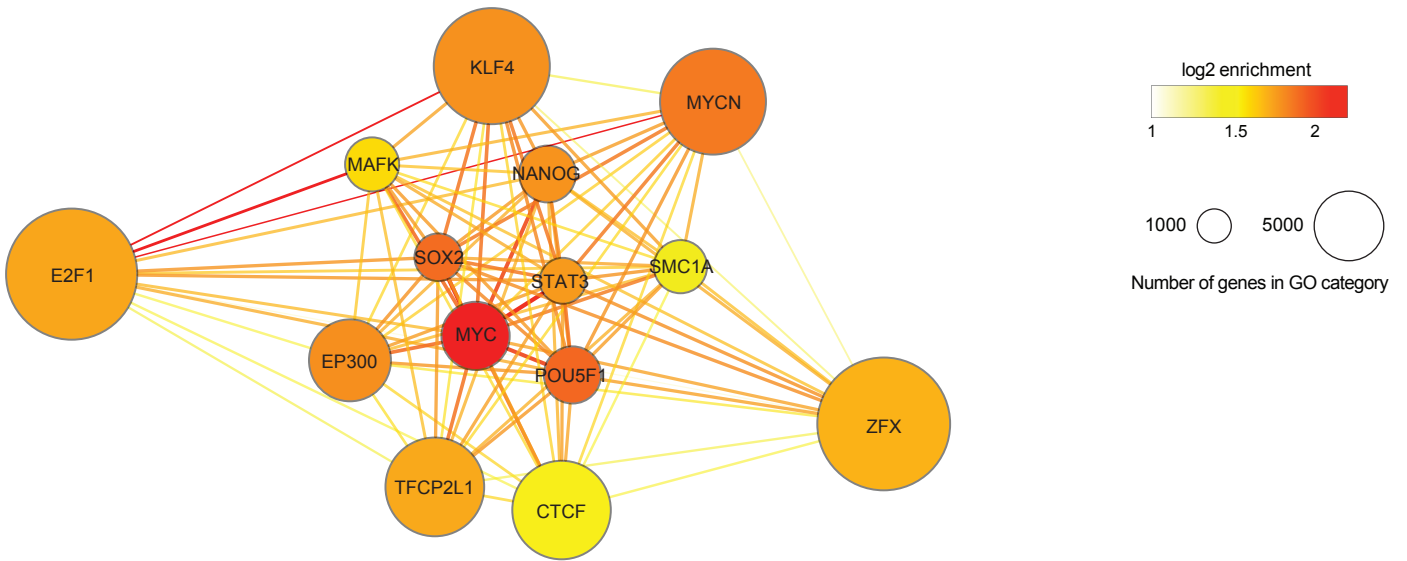 KLF4
MYCN
MAFK
NANOG
E2F1
SOX2
STAT3
SMC1A
MYC
EP300
POU5F1
ZFX
TFCP2L1
CTCF
log2 enrichment
1 1.5 2
1000 5000
Number of genes in GO category